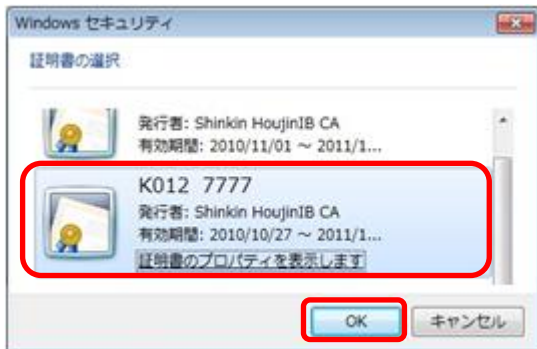 Windows セキュリティ
証明書の選択
発行者: Shinkin HoujinIB CA
有効期間: 2010/11/01 ～ 2011/1...
K012 7777
発行者: Shinkin HoujinIB CA
有効期間: 2010/10/27 ～ 2011/1...
証明書のプロパティを表示します
OK
キャンセル